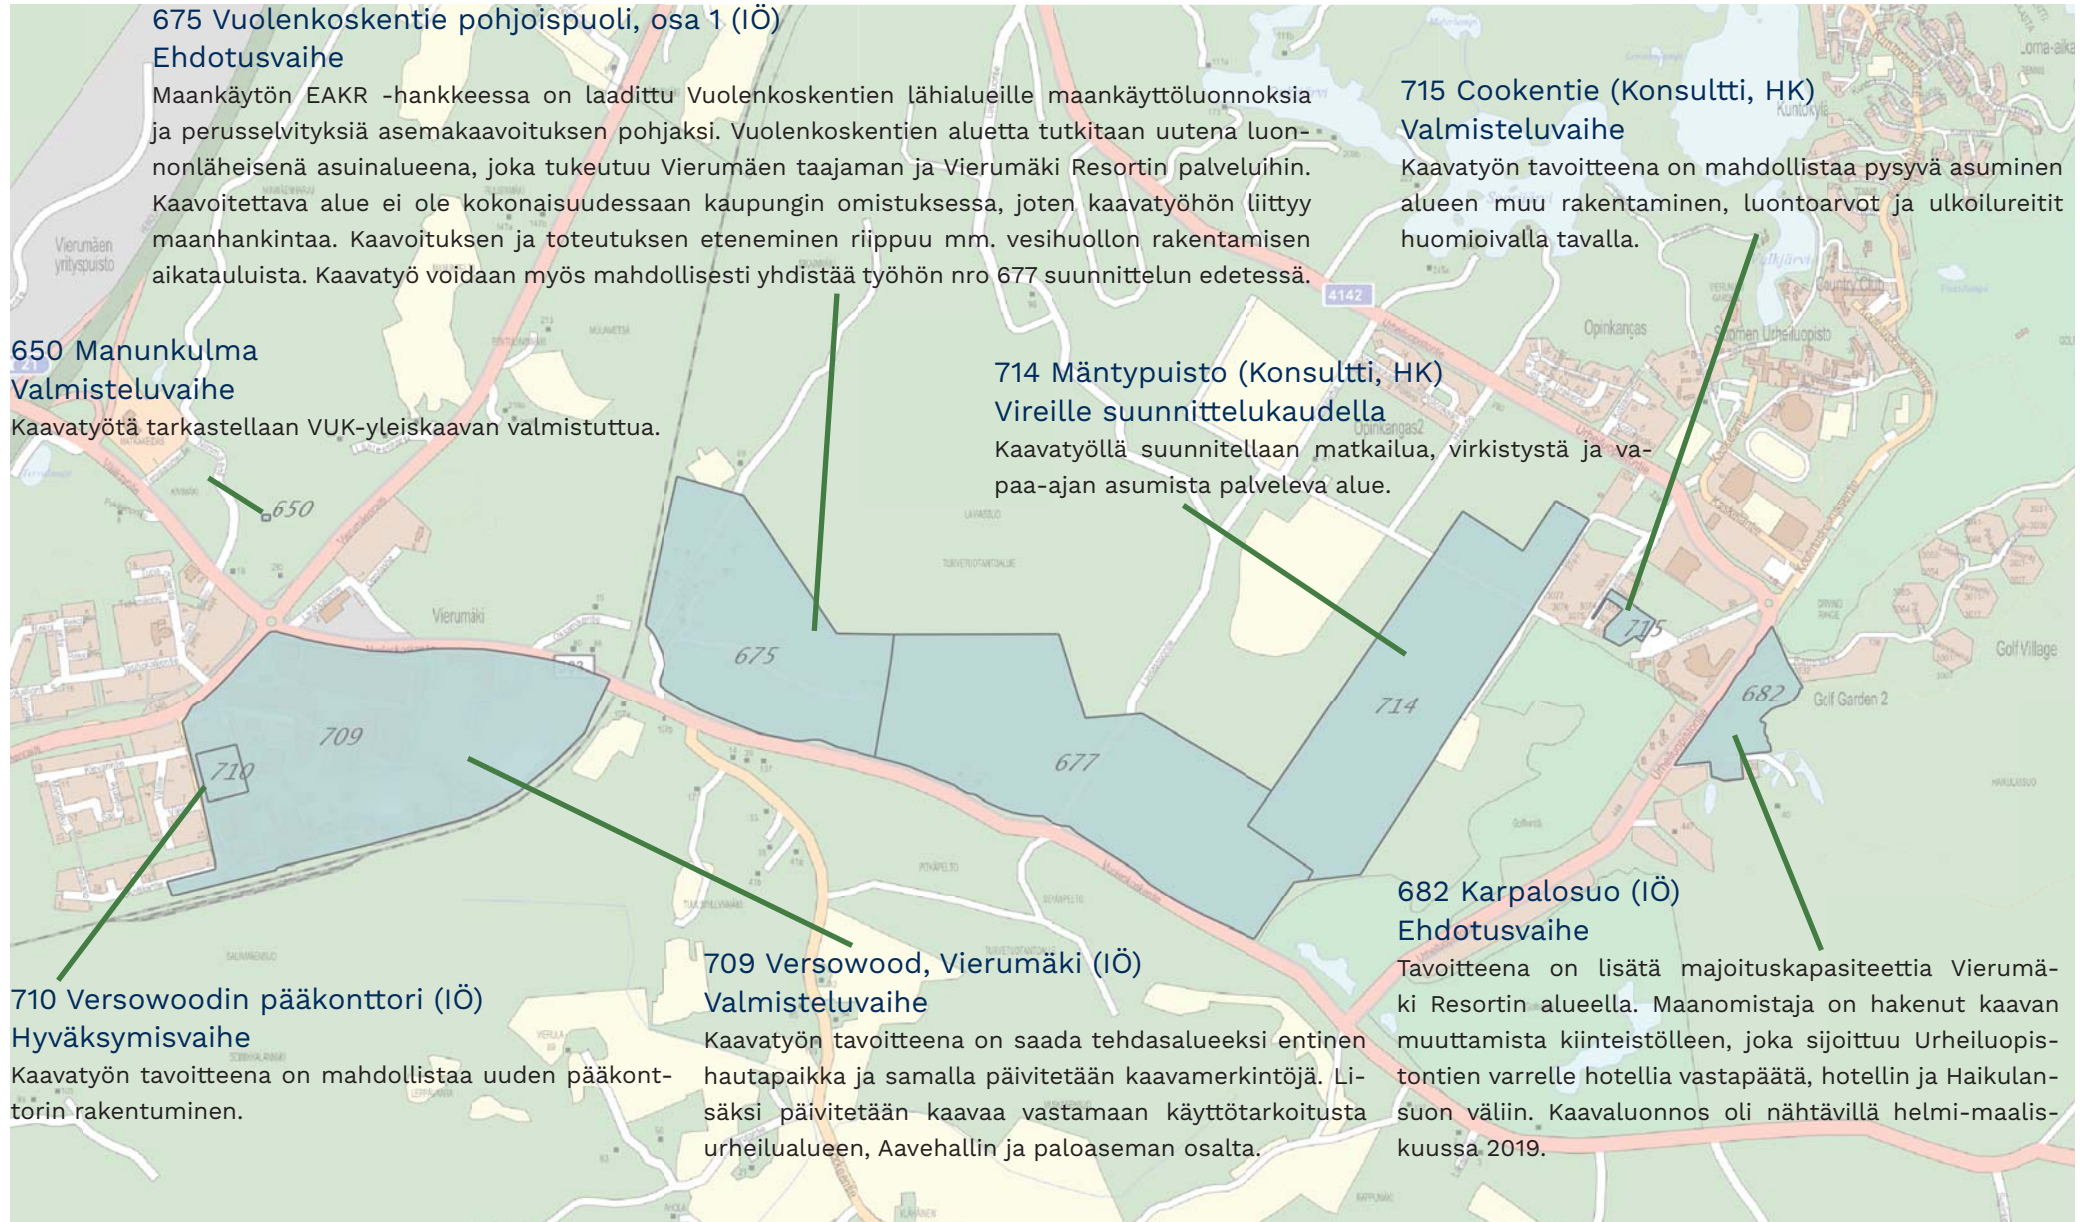 675 Vuolenkoskentie pohjoispuoli, osa 1 (IÖ)
Ehdotusvaihe
Maankäytön EAKR -hankkeessa on laadittu Vuolenkoskentien lähialueille maankäyttöluonnoksia
ja perusselvityksiä asemakaavoituksen pohjaksi. Vuolenkoskentien aluetta tutkitaan uutena luon-
nonläheisenä asuinalueena, joka tukeutuu Vierumäen taajaman ja Vierumäki Resortin palveluihin.
Kaavoitettava alue ei ole kokonaisuudessaan kaupungin omistuksessa, joten kaavatyöhön liittyy
maanhankintaa. Kaavoituksen ja toteutuksen eteneminen riippuu mm. vesihuollon rakentamisen
aikatauluista. Kaavatyö voidaan myös mahdollisesti yhdistää työhön nro 677 suunnittelun edetessä.
715 Cookentie (Konsultti, HK)
Valmisteluvaihe
Kaavatyön tavoitteena on mahdollistaa pysyvä asuminen
alueen muu rakentaminen, luontoarvot ja ulkoilureitit
huomioivalla tavalla.
Kuntokylä
Vierumäen
yrityspuisto
4142
Country Club
Opinkangas
Suomen Urheiluopisto
650 Manunkulma
Valmisteluvaihe
Kaavatyötä tarkastellaan VUK-yleiskaavan valmistuttua.
714 Mäntypuisto (Konsultti, HK)
Vireille suunnittelukaudella
Opinkangas2
Kaavatyöllä suunnitellaan matkailua, virkistystä ja va-
paa-ajan asumista palveleva alue.
650
Vierumäki
675
715
Golf Village
709
710
677
714
682
Golf Garden 2
710 Versowoodin pääkonttori (IÖ)
Hyväksymisvaihe
Kaavatyön tavoitteena on mahdollistaa uuden pääkont-
torin rakentuminen.
709 Versowood, Vierumäki (IÖ)
Valmisteluvaihe
Kaavatyön tavoitteena on saada tehdasalueeksi entinen
hautapaikka ja samalla päivitetään kaavamerkintöjä. Li-
säksi päivitetään kaavaa vastamaan käyttötarkoitusta
urheilualueen, Aavehallin ja paloaseman osalta.
682 Karpalosuo (IÖ)
Ehdotusvaihe
Tavoitteena on lisätä majoituskapasiteettia Vierumä-
ki Resortin alueella. Maanomistaja on hakenut kaavan
muuttamista kiinteistölleen, joka sijoittuu Urheiluopis-
tontien varrelle hotellia vastapäätä, hotellin ja Haikulan-
suon väliin. Kaavaluonnos oli nähtävillä helmi-maalis-
kuussa 2019.